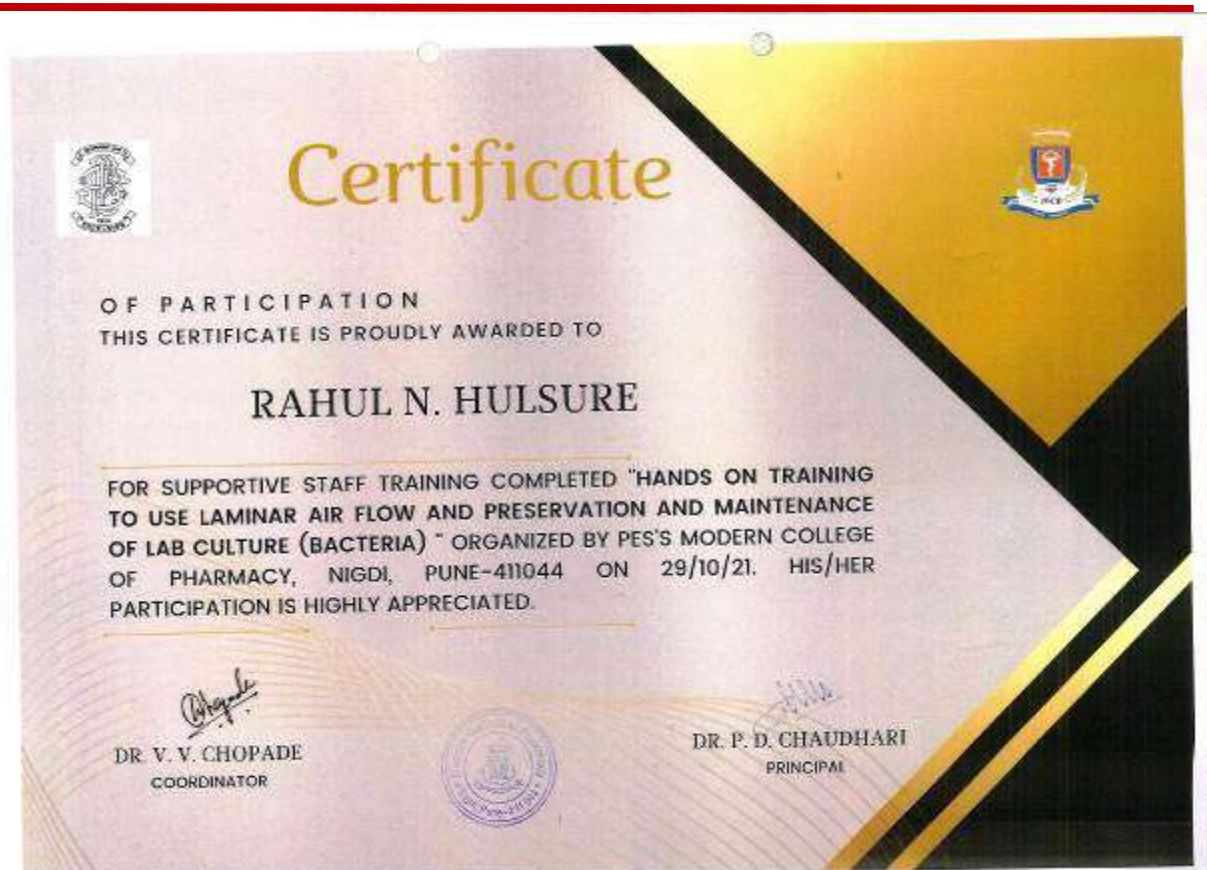 Certificate
OF PARTICIPATION
THIS CERTIFICATE IS PROUDLY AWARDED TO
RAHUL N. HULSURE
FOR SUPPORTIVE STAFF TRAINING COMPLETED "HANDS ON TRAINING
TO USE LAMINAR AIR FLOW AND PRESERVATION AND MAINTENANCE
OF LAB CULTURE (BACTERIA) " ORGANIZED BY PES'S MODERN COLLEGE
OF PHARMACY, NIGDI, PUNE-411044 ON 29/10/21. HIS/HER
PARTICIPATION IS HIGHLY APPRECIATED.
DR. V. V. CHOPADE
COORDINATOR
DR. P. D. CHAUDHARI
PRINCIPAL